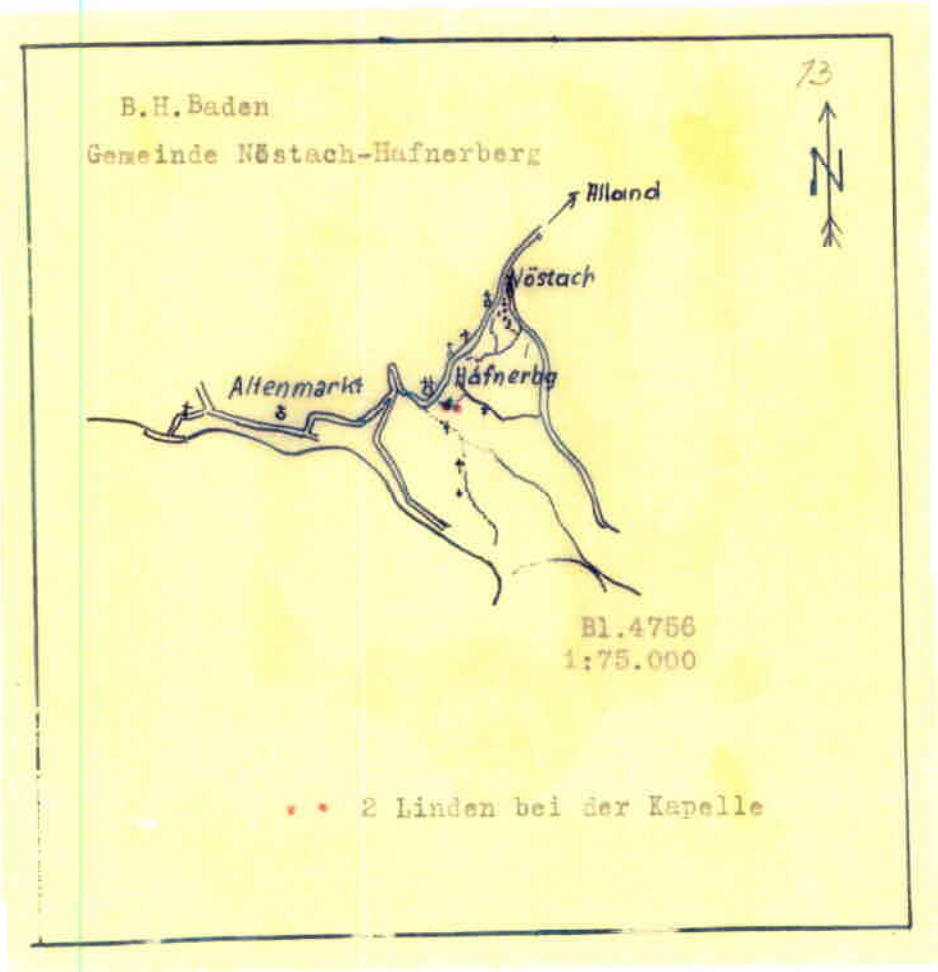 13
B.H.Baden
Gemeinde Nöstach-Hafnerberg
N
Alland
Nöstach
Altenmarkt
Hafnerbg
Bl.4756
1:75.000
2 Linden bei der Kapelle